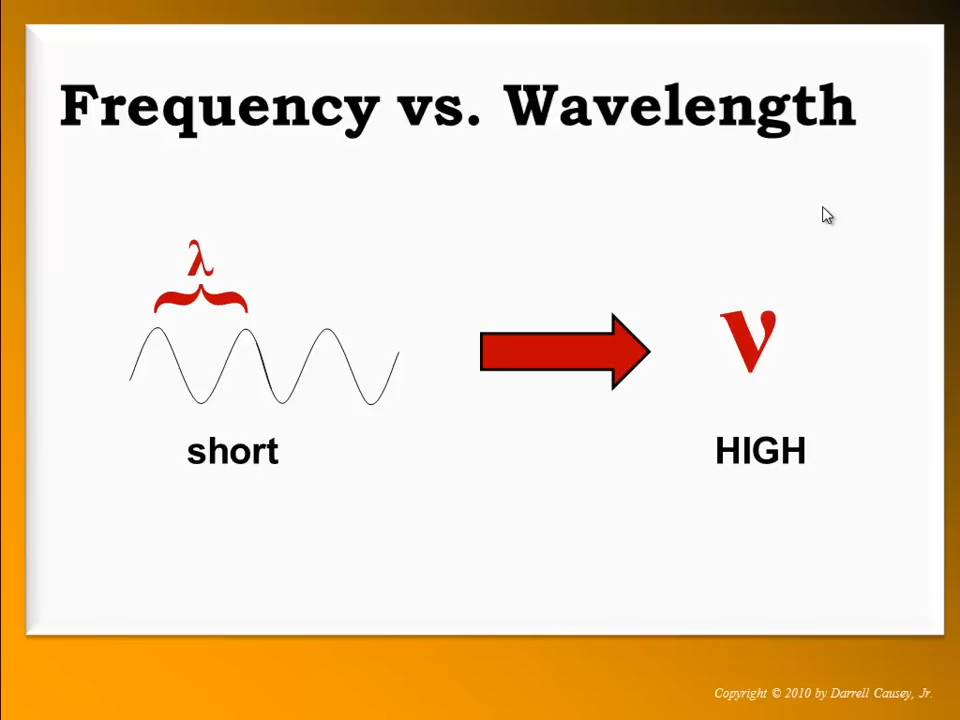 Frequency vs. Wavelength
λ
ν
short
HIGH
Copyright © 2010 by Darrell Causey, Jr.